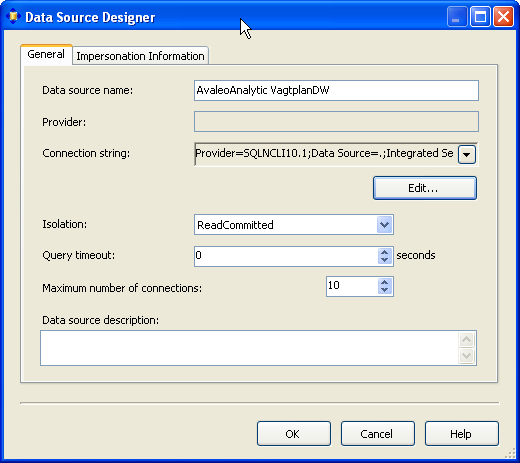 Data Source Designer
General
Impersonation Information
Data source name:
AvaleoAnalytic VagtplanDW
Provider:
Connection string:
Provider=SQLNCLI10.1;Data Source=.;Integrated Se
Edit...
Isolation:
ReadCommitted
Query timeout:
0
seconds
Maximum number of connections:
10
Data source description:
OK
Cancel
Help